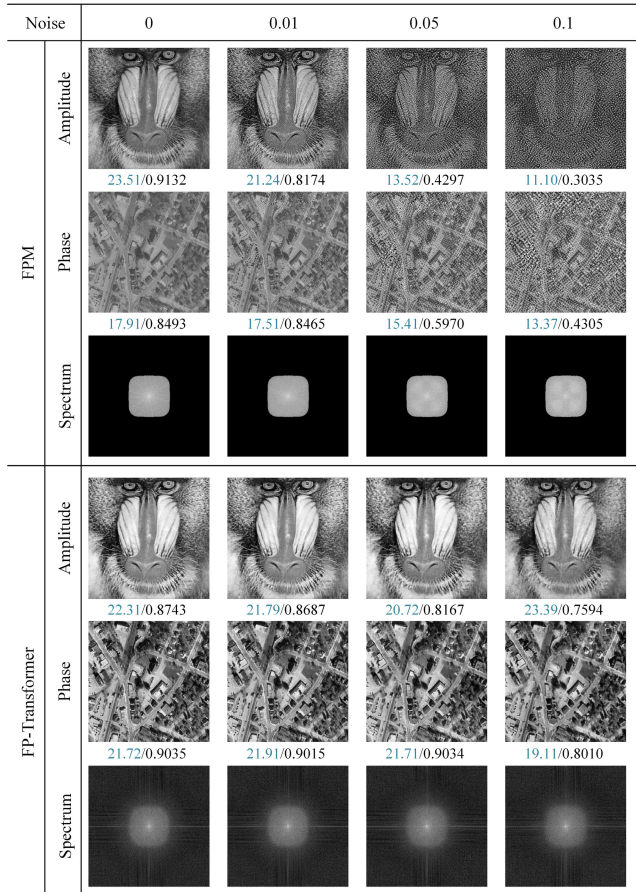 Noise 0 0.01 0.05 0.1
FPM
Amplitude
23.51/0.9132 21.24/0.8174 13.52/0.4297 11.10/0.3035
Phase
17.91/0.8493 17.51/0.8465 15.41/0.5970 13.37/0.4305
Spectrum
FP-Transformer
Amplitude
22.31/0.8743 21.79/0.8687 20.72/0.8167 23.39/0.7594
Phase
21.72/0.9035 21.91/0.9015 21.71/0.9034 19.11/0.8010
Spectrum